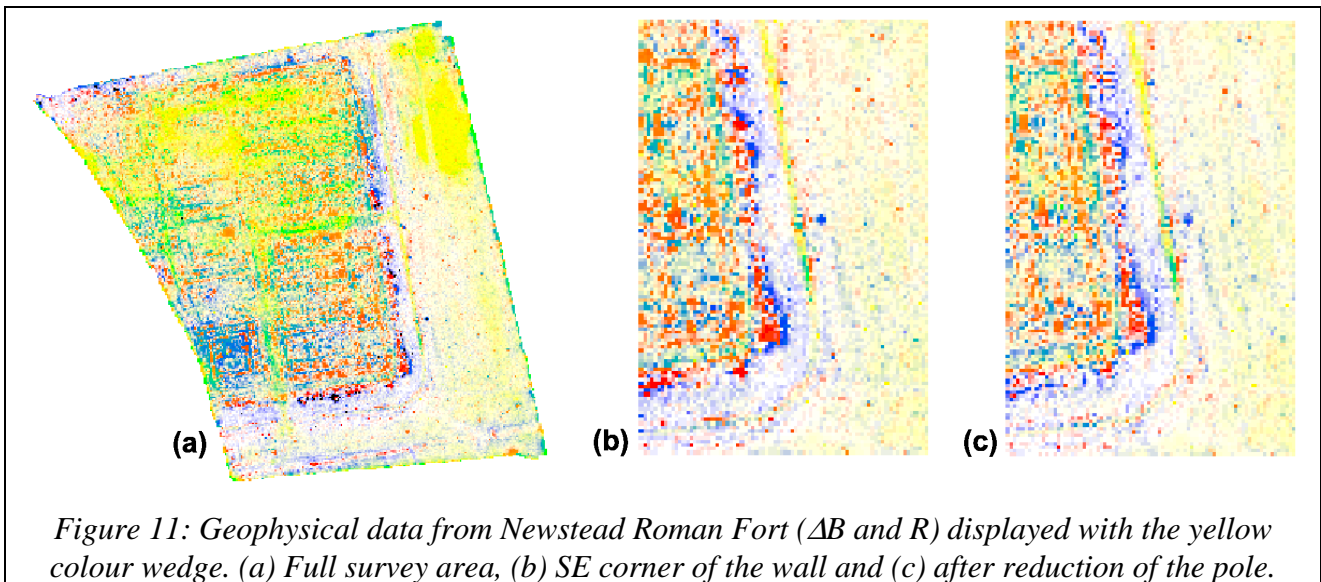 (a)
(b)
(c)
Figure 11: Geophysical data from Newstead Roman Fort (ΔB and R) displayed with the yellow
colour wedge. (a) Full survey area, (b) SE corner of the wall and (c) after reduction of the pole.